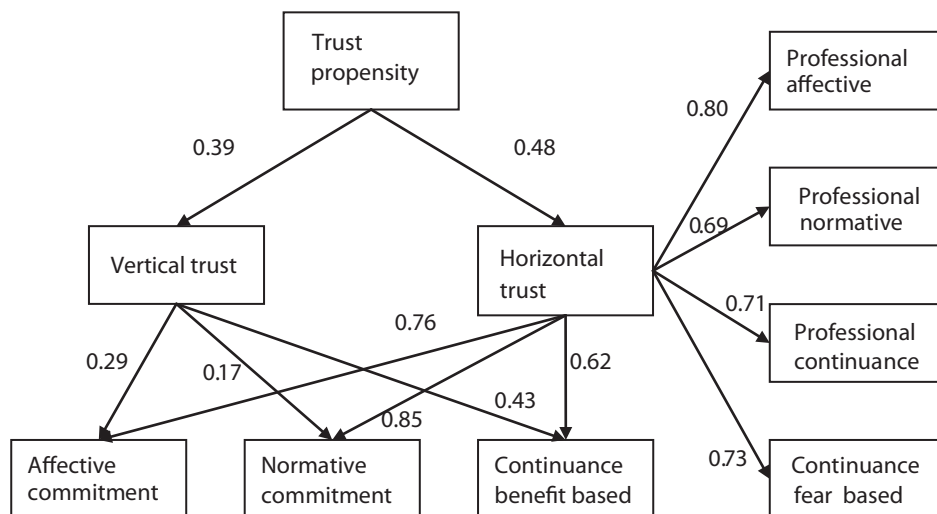 Trust
propensity
Professional
affective
0.80
0.39
0.48
Professional
normative
0.69
Vertical trust
Horizontal
trust
0.71
Professional
continuance
0.76
0.29
0.17
0.62
0.43
0.85
0.73
Affective
commitment
Normative
commitment
Continuance
benefit based
Continuance
fear based